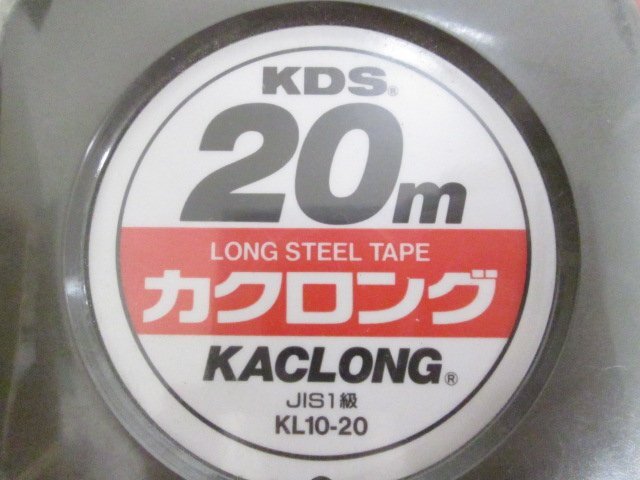 KDS®
20m
LONG STEEL TAPE
カクロング
KACLONG®
JIS1級
KL10-20